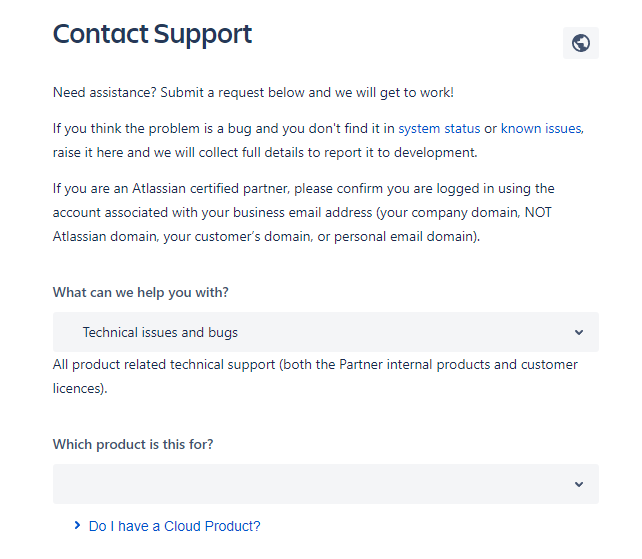 Contact Support
Need assistance? Submit a request below and we will get to work!
If you think the problem is a bug and you don't find it in system status or known issues,
raise it here and we will collect full details to report it to development.
If you are an Atlassian certified partner, please confirm you are logged in using the
account associated with your business email address (your company domain, NOT
Atlassian domain, your customer's domain, or personal email domain).
What can we help you with?
Technical issues and bugs
All product related technical support (both the Partner internal products and customer
licences).
Which product is this for?
Do I have a Cloud Product?